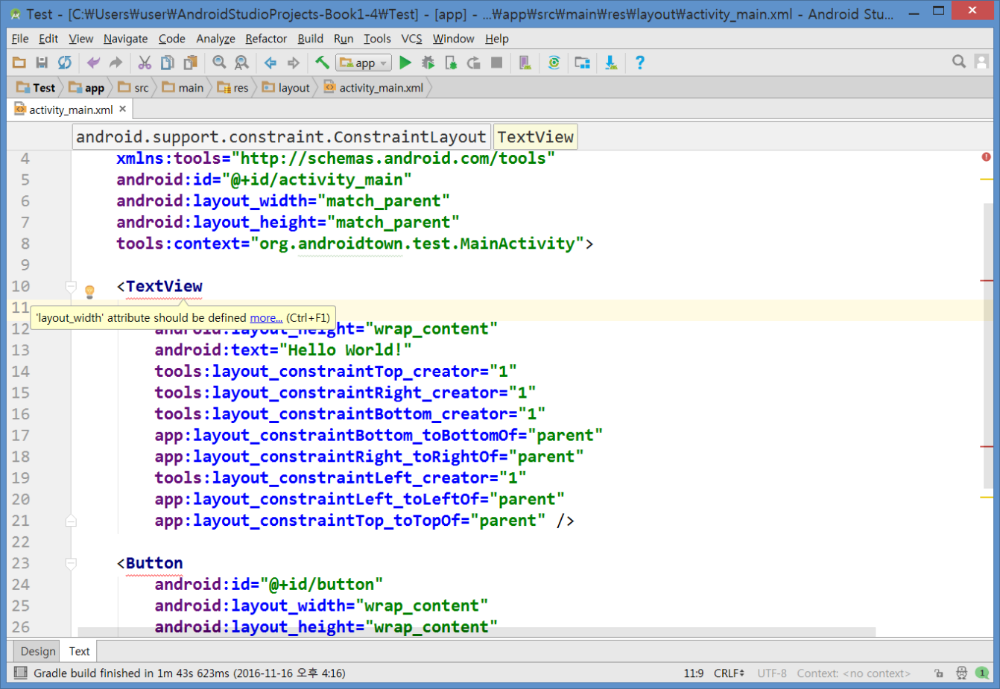 Test - [C:₩Users₩user₩AndroidStudioProjects-Book1-4₩Test] - [app] - ...₩app₩src₩main₩res₩layout₩activity_main.xml - Android Stu...
File Edit View Navigate Code Analyze Refactor Build Run Tools VCS Window Help
app
Test app src main res layout activity_main.xml
activity_main.xml
android.support.constraint.ConstraintLayout TextView
4 xmlns:tools="http://schemas.android.com/tools"
5 android:id="@+id/activity_main"
6 android:layout_width="match_parent"
7 android:layout_height="match_parent"
8 tools:context="org.androidtown.test.MainActivity">
9
10 <TextView
11
'layout_width' attribute should be defined more... (Ctrl+F1)
12 android:layout_height="wrap_content"
13 android:text="Hello World!"
14 tools:layout_constraintTop_creator="1"
15 tools:layout_constraintRight_creator="1"
16 tools:layout_constraintBottom_creator="1"
17 app:layout_constraintBottom_toBottomOf="parent"
18 app:layout_constraintRight_toRightOf="parent"
19 tools:layout_constraintLeft_creator="1"
20 app:layout_constraintLeft_toLeftOf="parent"
21 app:layout_constraintTop_toTopOf="parent" />
22
23 <Button
24 android:id="@+id/button"
25 android:layout_width="wrap_content"
26 android:layout_height="wrap_content"
Design Text
Gradle build finished in 1m 43s 623ms (2016-11-16 오후 4:16) 11:9 CRLF UTF-8 Context: <no context> 1